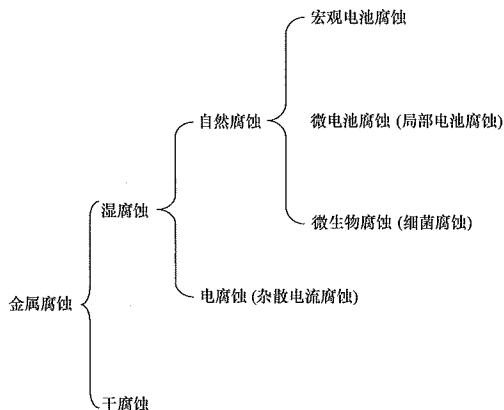 宏观电池腐蚀
自然腐蚀
微电池腐蚀 (局部电池腐蚀)
湿腐蚀
微生物腐蚀 (细菌腐蚀)
电腐蚀 (杂散电流腐蚀)
金属腐蚀
干腐蚀